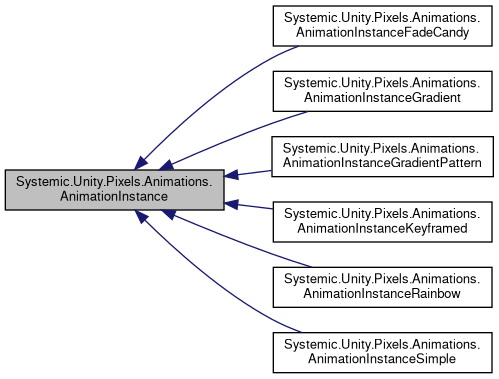 Systemic.Unity.Pixels.Animations.
AnimationInstanceFadeCandy
Systemic.Unity.Pixels.Animations.
AnimationInstanceGradient
Systemic.Unity.Pixels.Animations.
AnimationInstanceGradientPattern
Systemic.Unity.Pixels.Animations.
AnimationInstance
Systemic.Unity.Pixels.Animations.
AnimationInstanceKeyframed
Systemic.Unity.Pixels.Animations.
AnimationInstanceRainbow
Systemic.Unity.Pixels.Animations.
AnimationInstanceSimple